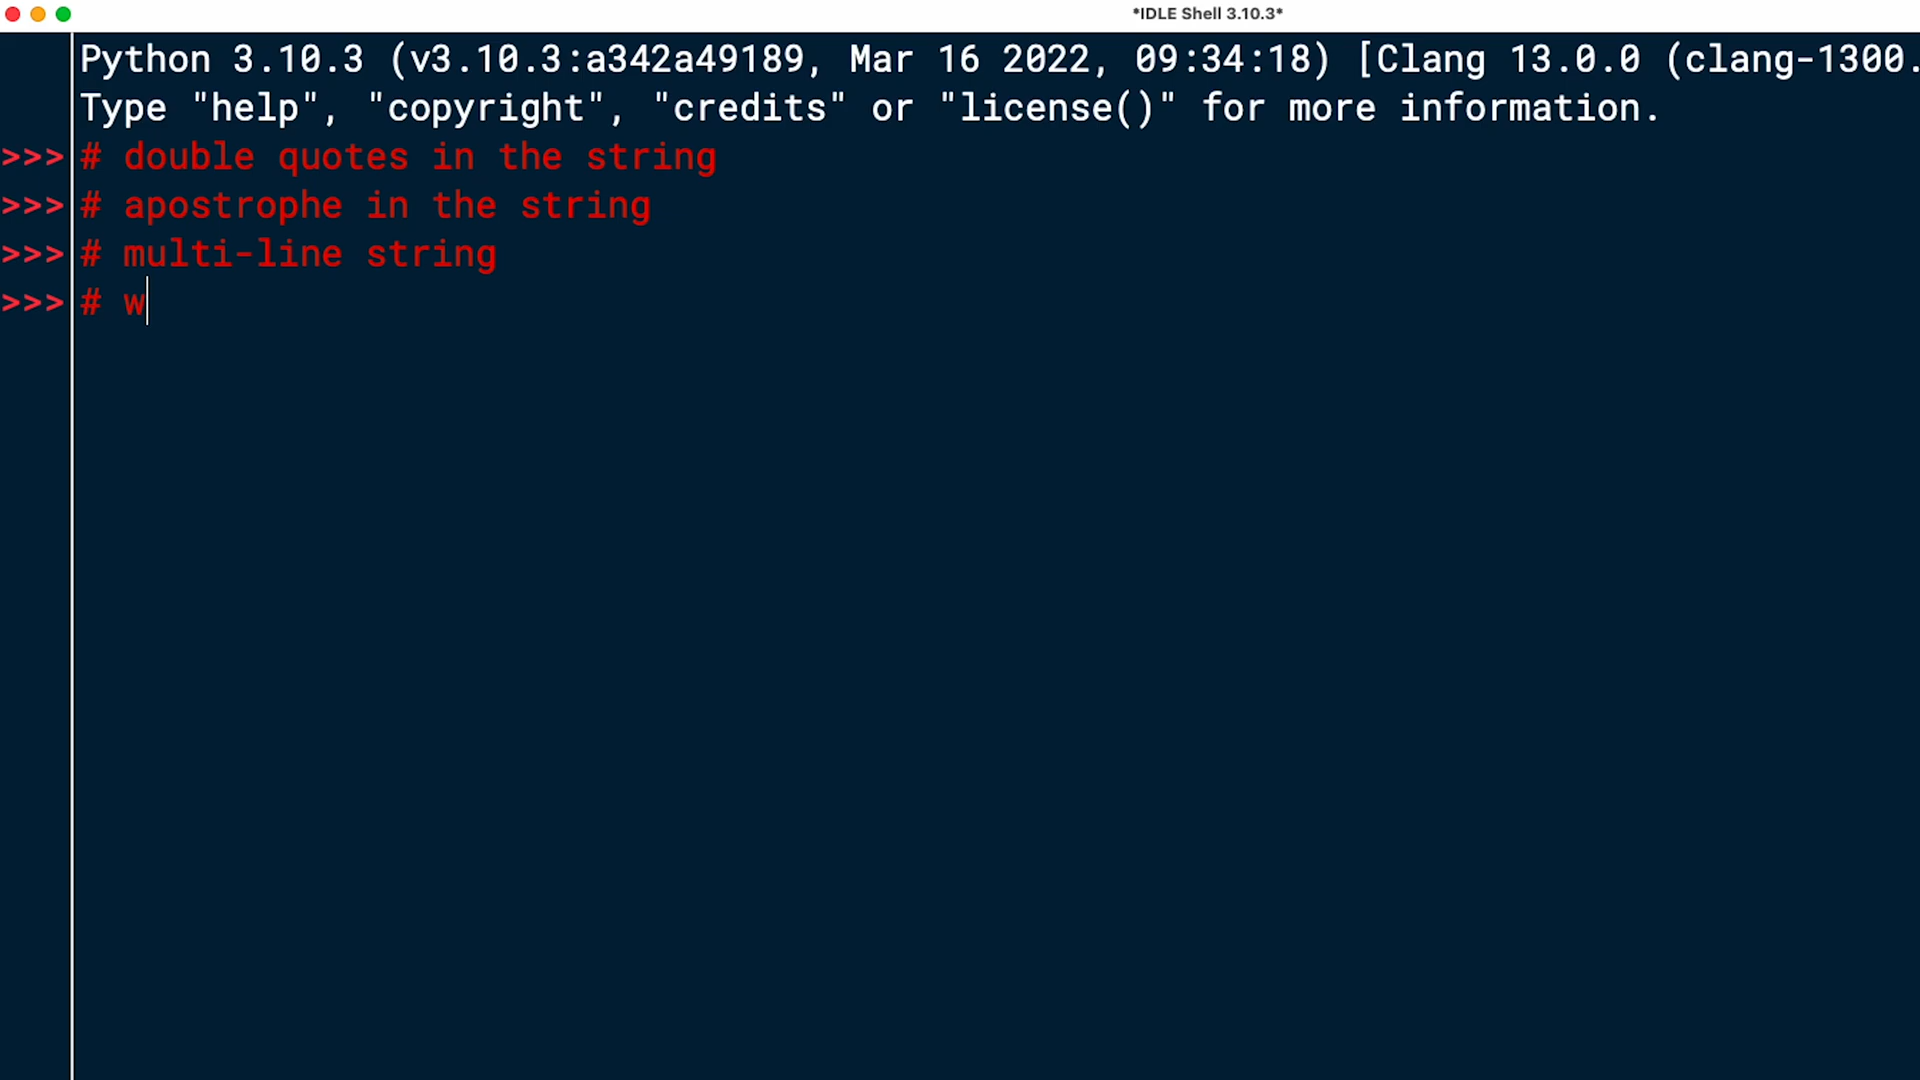 *IDLE Shell 3.10.3*
Python 3.10.3 (v3.10.3:a342a49189, Mar 16 2022, 09:34:18) [Clang 13.0.0 (clang-1300.
Type "help", "copyright", "credits" or "license()" for more information.
>>> # double quotes in the string
>>> # apostrophe in the string
>>> # multi-line string
>>> # w